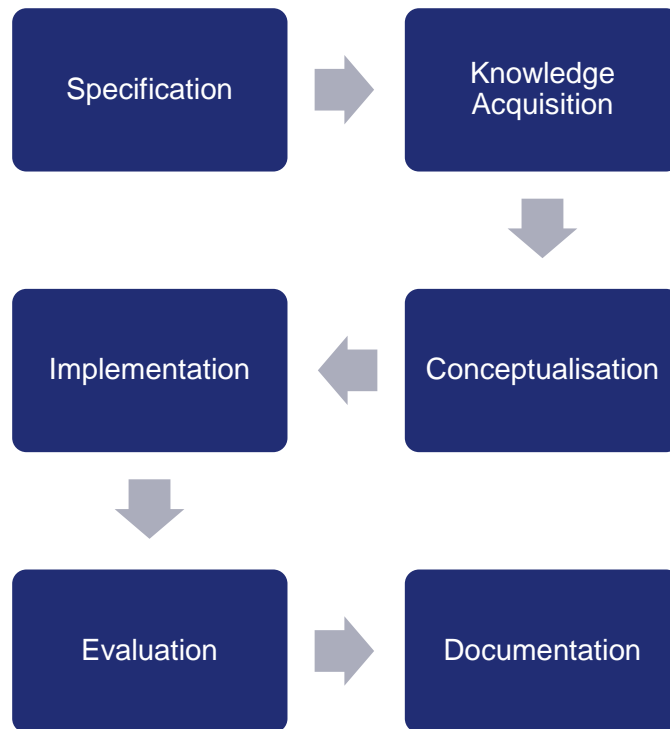 Specification
Knowledge
Acquisition
Conceptualisation
Implementation
Evaluation
Documentation